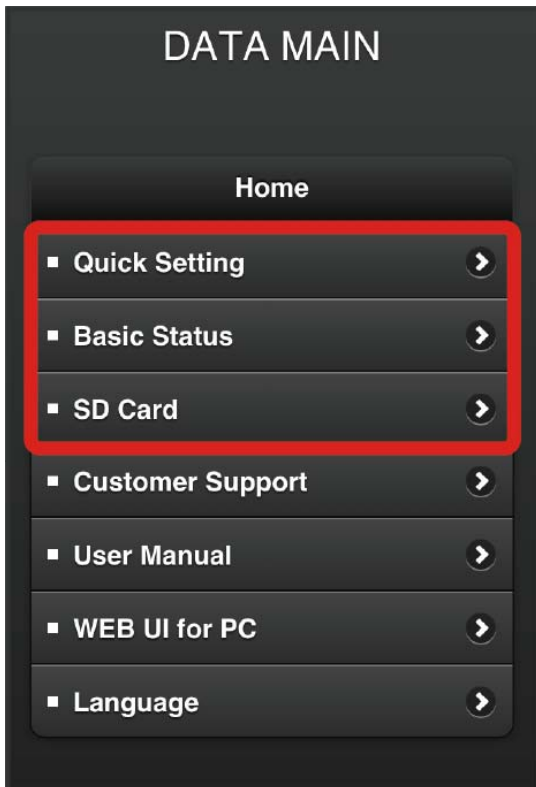 DATA MAIN
Home
Quick Setting
Basic Status
SD Card
Customer Support
User Manual
WEB UI for PC
Language